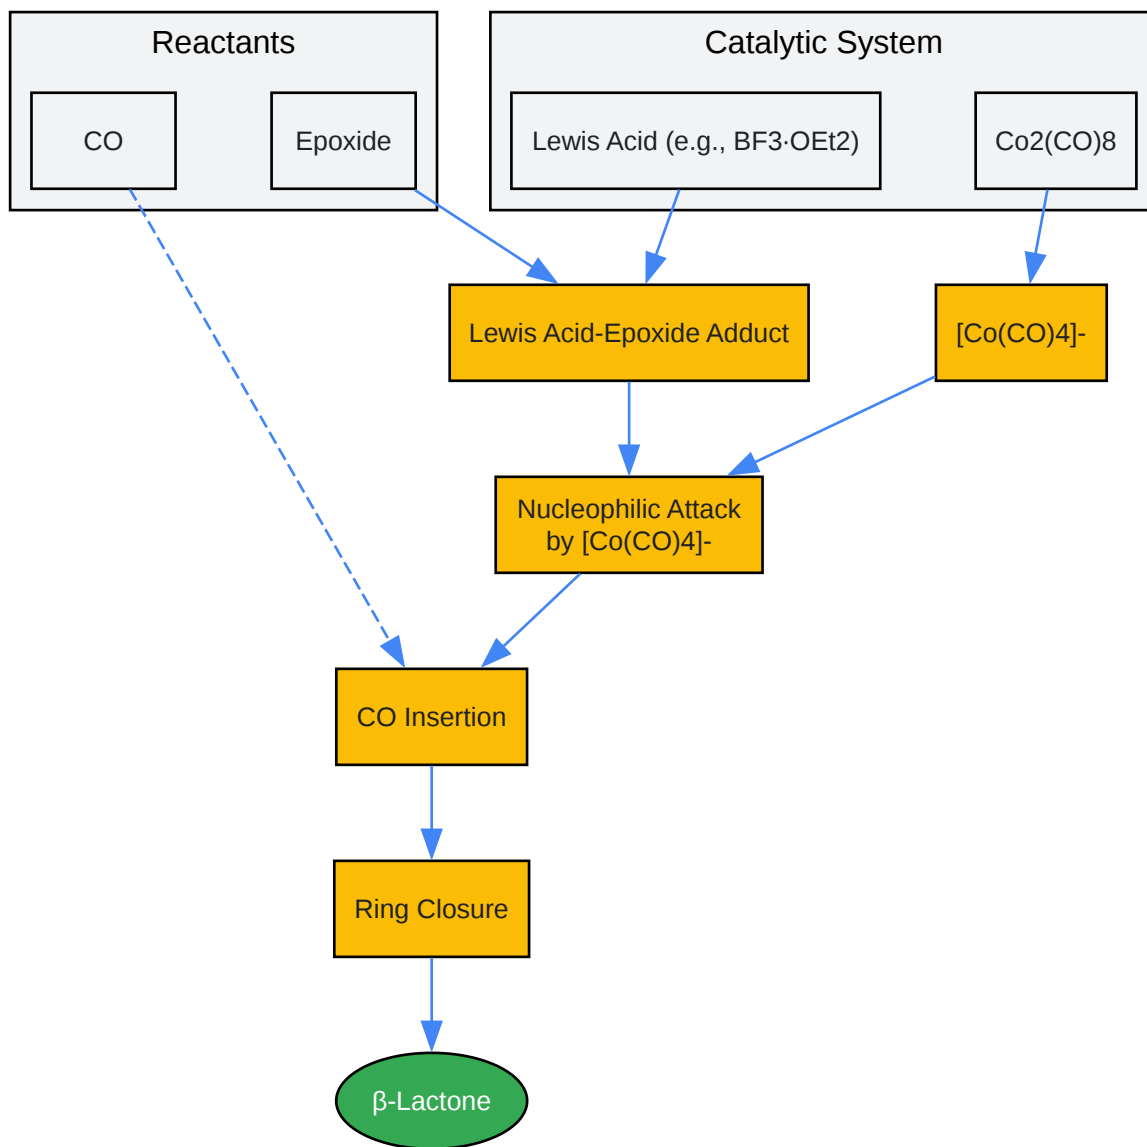 Reactants
Catalytic System
CO
Epoxide
Lewis Acid (e.g., BF3·OEt2)
Co2(CO)8
Lewis Acid-Epoxide Adduct
[Co(CO)4]-
Nucleophilic Attack
by [Co(CO)4]-
CO Insertion
Ring Closure
β-Lactone